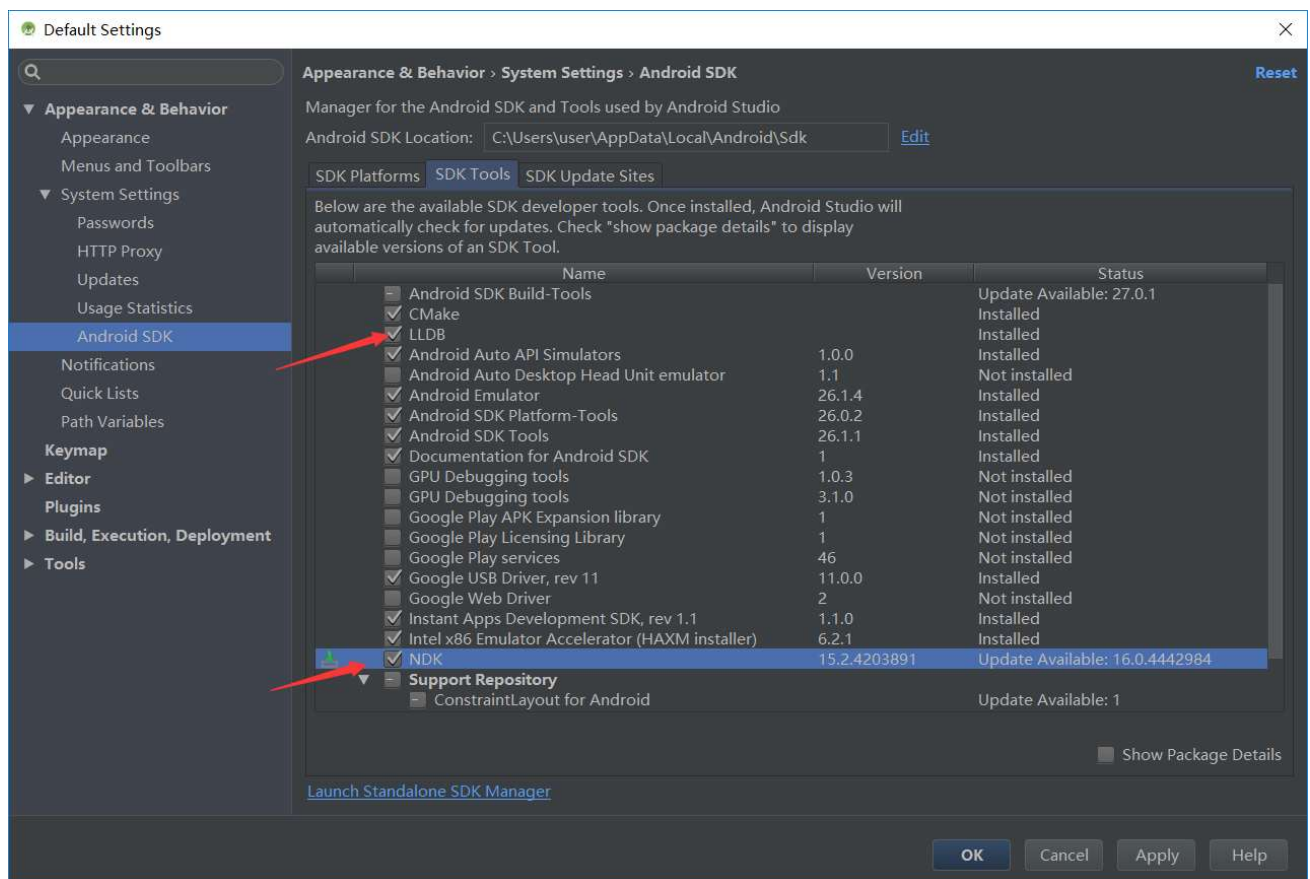 Default Settings
Appearance & Behavior › System Settings › Android SDK
Reset
Appearance & Behavior
Appearance
Menus and Toolbars
System Settings
Passwords
HTTP Proxy
Updates
Usage Statistics
Android SDK
Notifications
Quick Lists
Path Variables
Keymap
Editor
Plugins
Build, Execution, Deployment
Tools
Manager for the Android SDK and Tools used by Android Studio
Android SDK Location: C:\Users\user\AppData\Local\Android\Sdk Edit
SDK Platforms SDK Tools SDK Update Sites
Below are the available SDK developer tools. Once installed, Android Studio will
automatically check for updates. Check "show package details" to display
available versions of an SDK Tool.
Name Version Status
Android SDK Build-Tools Update Available: 27.0.1
CMake Installed
LLDB Installed
Android Auto API Simulators 1.0.0 Installed
Android Auto Desktop Head Unit emulator 1.1 Not installed
Android Emulator 26.1.4 Installed
Android SDK Platform-Tools 26.0.2 Installed
Android SDK Tools 26.1.1 Installed
Documentation for Android SDK 1 Installed
GPU Debugging tools 1.0.3 Not installed
GPU Debugging tools 3.1.0 Not installed
Google Play APK Expansion library 1 Not installed
Google Play Licensing Library 1 Not installed
Google Play services 46 Not installed
Google USB Driver, rev 11 11.0.0 Installed
Google Web Driver 2 Not installed
Instant Apps Development SDK, rev 1.1 1.1.0 Installed
Intel x86 Emulator Accelerator (HAXM installer) 6.2.1 Installed
NDK 15.2.4203891 Update Available: 16.0.4442984
Support Repository
ConstraintLayout for Android Update Available: 1
Show Package Details
Launch Standalone SDK Manager
OK Cancel Apply Help